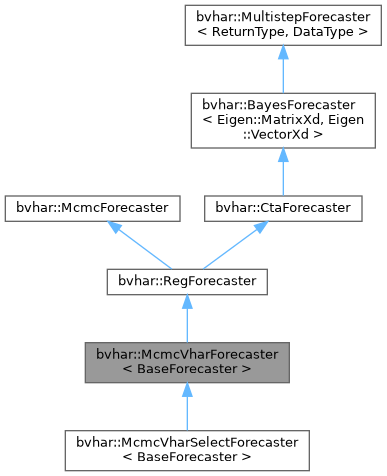 bvhar::MultistepForecaster
< ReturnType, DataType >
bvhar::BayesForecaster
< Eigen::MatrixXd, Eigen
::VectorXd >
bvhar::McmcForecaster
bvhar::CtaForecaster
bvhar::RegForecaster
bvhar::McmcVharForecaster
< BaseForecaster >
bvhar::McmcVharSelectForecaster
< BaseForecaster >